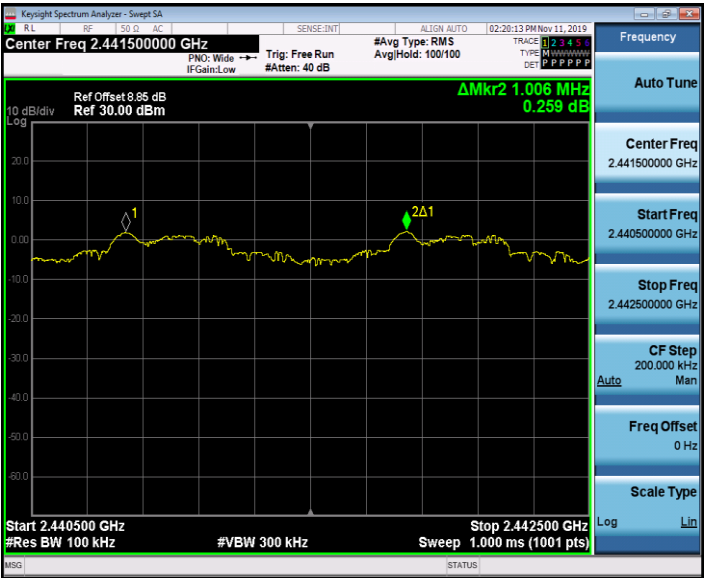 Keysight Spectrum Analyzer - Swept SA
RL RF 50 Ω AC SENSE:INT ALIGN AUTO 02:20:13 PM Nov 11, 2019
Center Freq 2.441500000 GHz
PNO: Wide
IFGain:Low
Trig: Free Run
#Atten: 40 dB
#Avg Type: RMS
Avg|Hold: 100/100
TRACE 1 2 3 4 5 6
TYPE M W W W W W
DET P P P P P P
Ref Offset 8.85 dB
10 dB/div Ref 30.00 dBm
Log
ΔMkr2 1.006 MHz
0.259 dB
20.0
10.0
0.00
-10.0
-20.0
-30.0
-40.0
-50.0
-60.0
1
2Δ1
Start 2.440500 GHz Stop 2.442500 GHz
#Res BW 100 kHz #VBW 300 kHz Sweep 1.000 ms (1001 pts)
MSG STATUS
Frequency
Auto Tune
Center Freq
2.441500000 GHz
Start Freq
2.440500000 GHz
Stop Freq
2.442500000 GHz
CF Step
200.000 kHz
Auto Man
Freq Offset
0 Hz
Scale Type
Log Lin